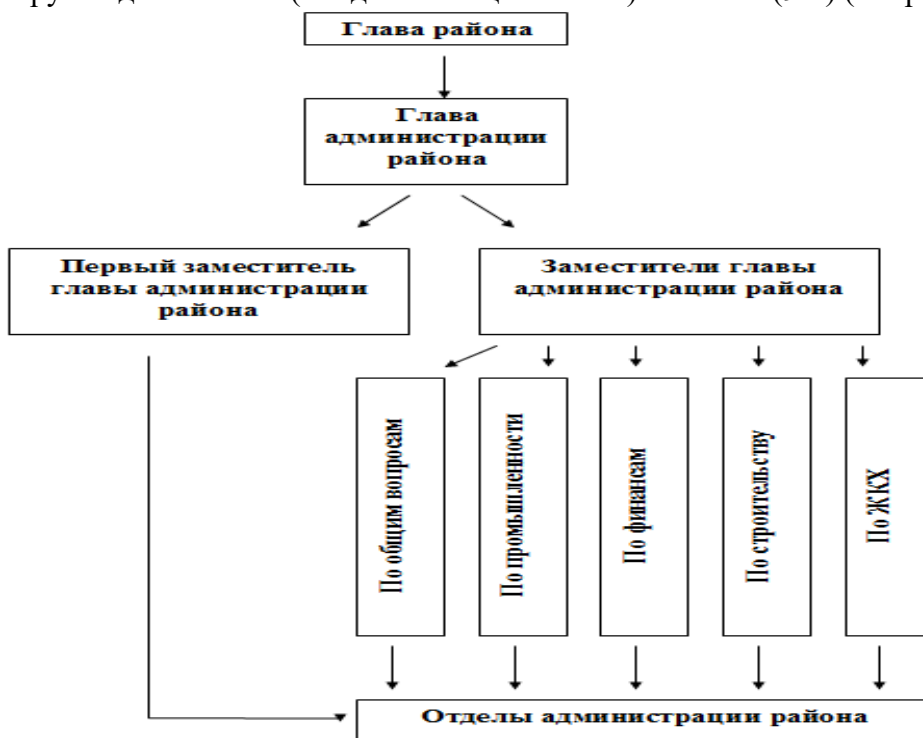 Глава района
Глава
администрации
района
Первый заместитель
главы администрации
района
Заместители главы
администрации района
По общим вопросам
По промышленности
По финансам
По строительству
По ЖКХ
Отделы администрации района